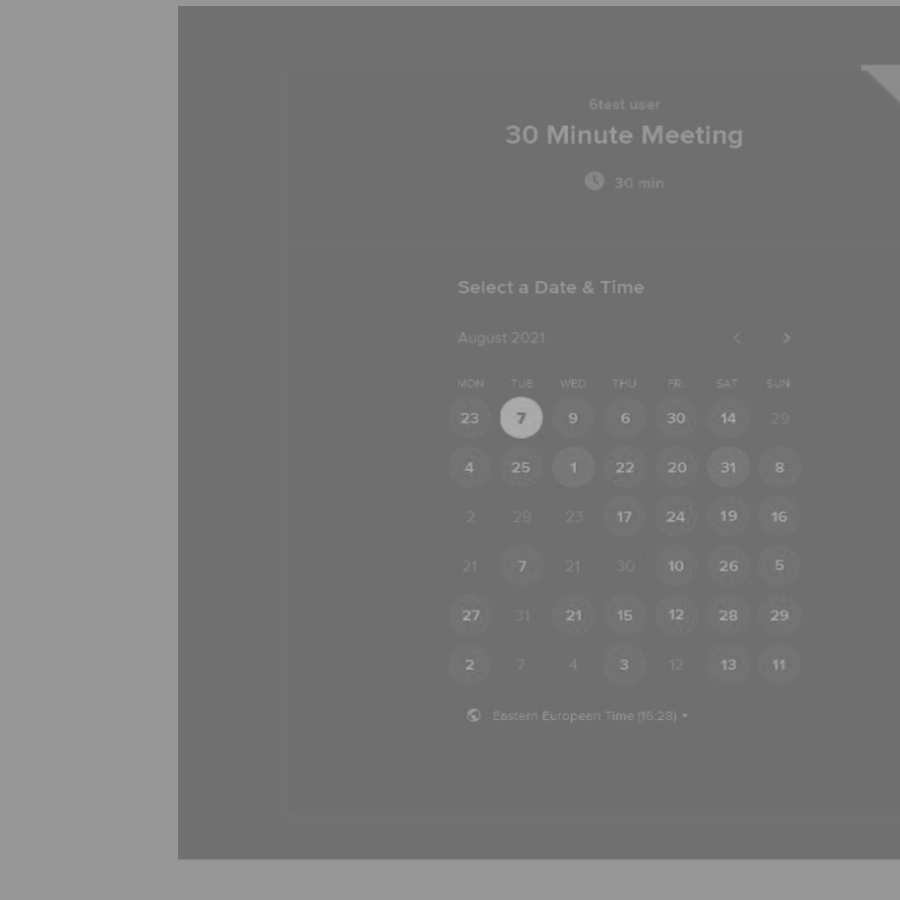 6test user
30 Minute Meeting
30 min
Select a Date & Time
August 2021
MON TUE WED THU FRI SAT SUN
23 7 9 6 30 14 29
4 25 1 22 20 31 8
2 29 23 17 24 19 16
21 7 21 30 10 26 5
27 31 21 15 12 28 29
2 7 4 3 12 13 11
Eastern European Time (16:28)